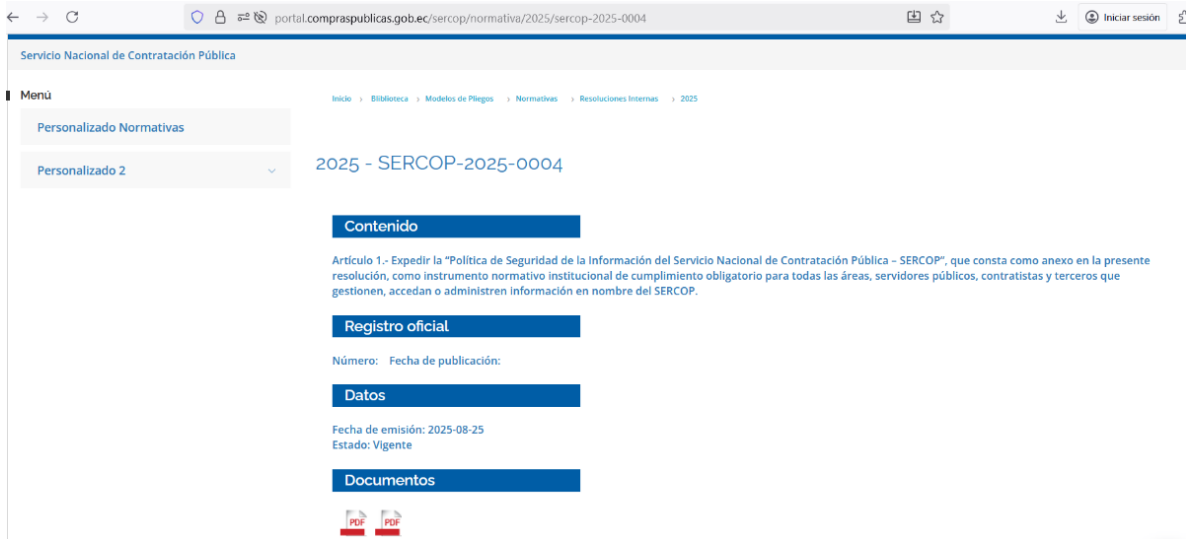 portal.compraspublicas.gob.ec/sercop/normativa/2025/sercop-2025-0004
Iniciar sesión
Servicio Nacional de Contratación Pública
Menú
Personalizado Normativas
Personalizado 2
Inicio > Biblioteca > Modelos de Pliegos > Normativas > Resoluciones Internas > 2025
2025 - SERCOP-2025-0004
Contenido
Artículo 1.- Expedir la “Política de Seguridad de la Información del Servicio Nacional de Contratación Pública – SERCOP”, que consta como anexo en la presente
resolución, como instrumento normativo institucional de cumplimiento obligatorio para todas las áreas, servidores públicos, contratistas y terceros que
gestionen, accedan o administren información en nombre del SERCOP.
Registro oficial
Número: Fecha de publicación:
Datos
Fecha de emisión: 2025-08-25
Estado: Vigente
Documentos
PDF PDF